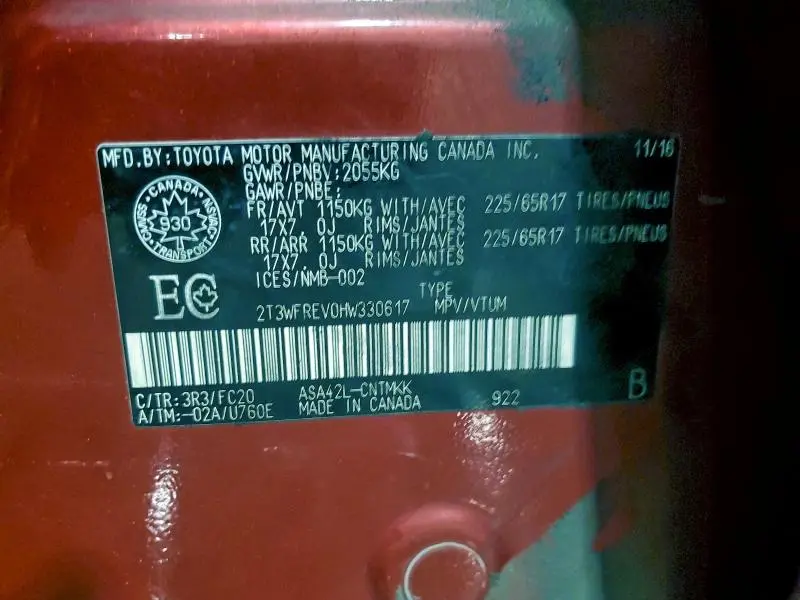 MFD.BY:TOYOTA MOTOR MANUFACTURING CANADA INC. 11/16
GVWR/PNBV:2055KG
GAWR/PNBE:
FR/AVT 1150KG WITH/AVEC 225/65R17 TIRES/PNEUS
17X7.0J RIMS/JANTES
RR/ARR 1150KG WITH/AVEC 225/65R17 TIRES/PNEUS
17X7.0J RIMS/JANTES
ICES/NMB-002
CANADA
CMVSS 930 NSVAC
TRANSPORT
EC
TYPE
2T3WFREV0HW330617 MPV//VTUM
C/TR:3R3/FC20 ASA42L-CNTMKK
A/TM:-02A/U760E MADE IN CANADA 922 B